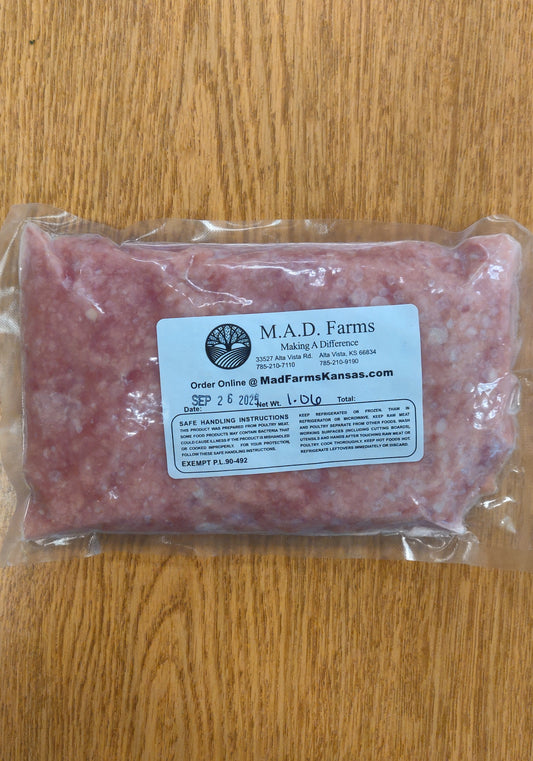 M.A.D. Farms
Making A Difference
33527 Alta Vista Rd. Alta Vista, KS 66834
785-210-7110 785-210-9190
Order Online @ MadFarmsKansas.com
SEP 26 2025
Date: Net Wt. 1.06 Total:
SAFE HANDLING INSTRUCTIONS
THIS PRODUCT WAS PREPARED FROM POULTRY MEAT.
SOME FOOD PRODUCTS MAY CONTAIN BACTERIA THAT
COULD CAUSE ILLNESS IF THE PRODUCT IS MISHANDLED
OR COOKED IMPROPERLY. FOR YOUR PROTECTION,
FOLLOW THESE SAFE HANDLING INSTRUCTIONS.
KEEP REFRIGERATED OR FROZEN. THAW IN
REFRIGERATOR OR MICROWAVE. KEEP RAW MEAT
AND POULTRY SEPARATE FROM OTHER FOODS. WASH
WORKING SURFACES (INCLUDING CUTTING BOARDS),
UTENSILS AND HANDS AFTER TOUCHING RAW MEAT OR
POULTRY. COOK THOROUGHLY. KEEP HOT FOODS HOT.
REFRIGERATE LEFTOVERS IMMEDIATELY OR DISCARD.
EXEMPT P.L.90-492